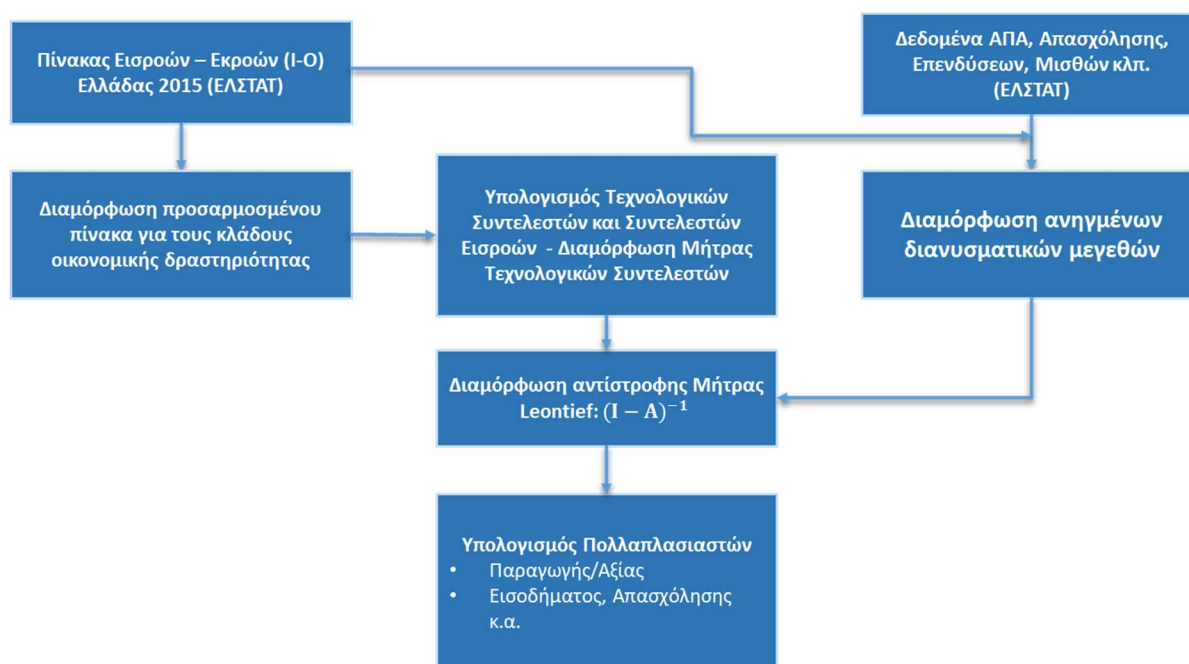 Πίνακας Εισροών – Εκροών (Ι-Ο)
Ελλάδας 2015 (ΕΛΣΤΑΤ)
Δεδομένα ΑΠΑ, Απασχόλησης,
Επενδύσεων, Μισθών κλπ.
(ΕΛΣΤΑΤ)
Διαμόρφωση προσαρμοσμένου
πίνακα για τους κλάδους
οικονομικής δραστηριότητας
Υπολογισμός Τεχνολογικών
Συντελεστών και Συντελεστών
Εισροών - Διαμόρφωση Μήτρας
Τεχνολογικών Συντελεστών
Διαμόρφωση ανηγμένων
διανυσματικών μεγεθών
Διαμόρφωση αντίστροφης Μήτρας
Leontief: (I − A)⁻¹
Υπολογισμός Πολλαπλασιαστών
• Παραγωγής/Αξίας
• Εισοδήματος, Απασχόλησης
κ.α.